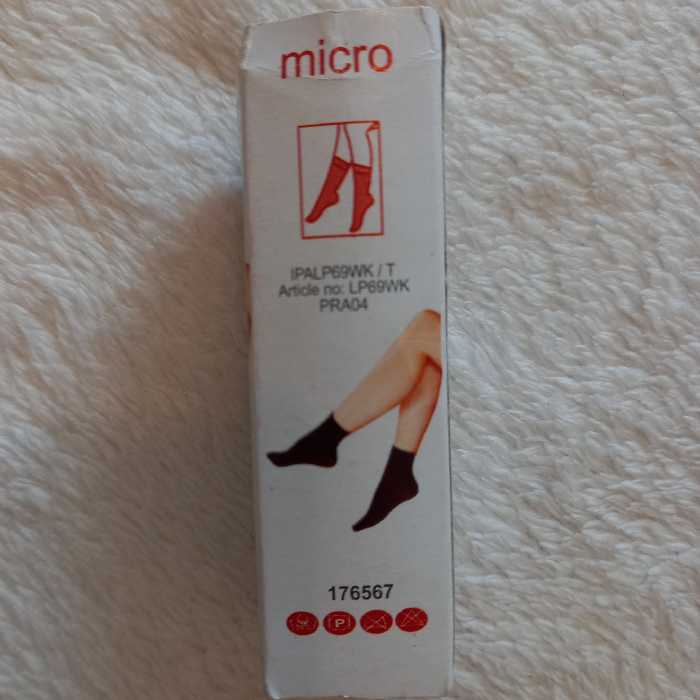 micro
IPALP69WK / T
Article no: LP69WK
PRA04
176567
P